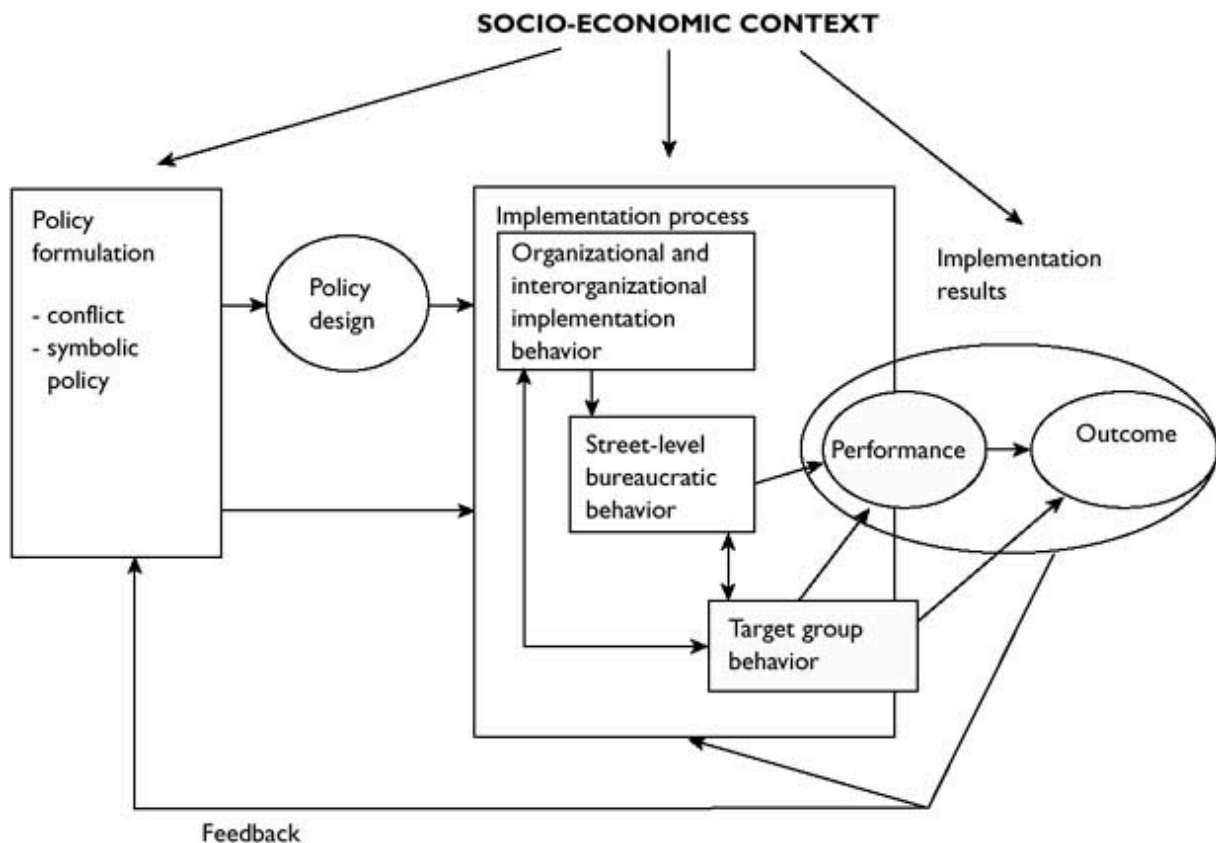 SOCIO-ECONOMIC CONTEXT
Policy
formulation
- conflict
- symbolic
policy
Policy
design
Implementation process
Organizational and
interorganizational
implementation
behavior
Street-level
bureaucratic
behavior
Target group
behavior
Implementation
results
Performance
Outcome
Feedback